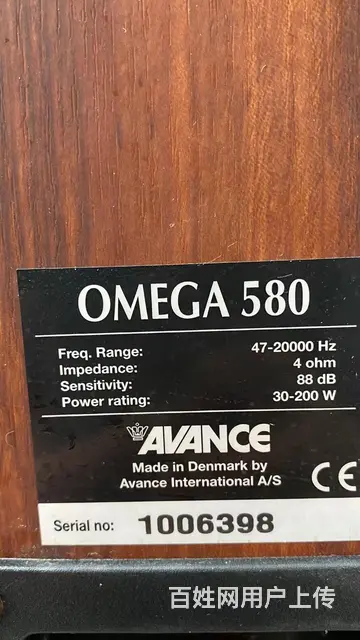 OMEGA 580
Freq. Range: 47-20000 Hz
Impedance: 4 ohm
Sensitivity: 88 dB
Power rating: 30-200 W
AVANCE
Made in Denmark by
Avance International A/S
CE
Serial no: 1006398
百姓网用户上传